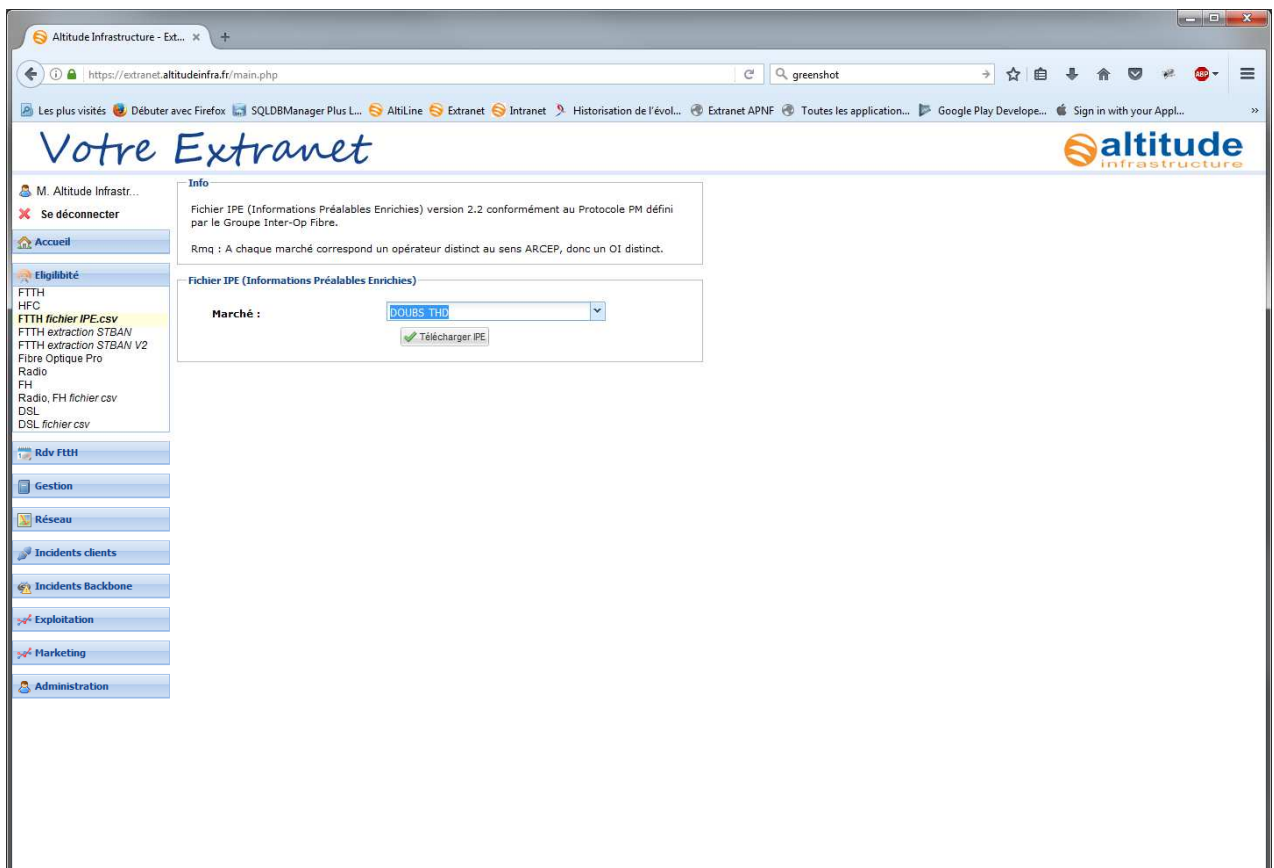 Altitude Infrastructure - Ext...
https://extranet.altitudeinfra.fr/main.php
greenshot
ABP
Les plus visités Débuter avec Firefox SQLDBManager Plus L... AltiLine Extranet Intranet Historisation de l'évol... Extranet APNF Toutes les application... Google Play Develope... Sign in with your Appl... »
Votre Extranet
altitude
infrastructure
M. Altitude Infrastr...
Se déconnecter
Accueil
Eligilibité
FTTH
HFC
FTTH fichier IPE.csv
FTTH extraction STBAN
FTTH extraction STBAN V2
Fibre Optique Pro
Radio
FH
Radio, FH fichier csv
DSL
DSL fichier csv
Rdv FttH
Gestion
Réseau
Incidents clients
Incidents Backbone
Exploitation
Marketing
Administration
Info
Fichier IPE (Informations Préalables Enrichies) version 2.2 conformément au Protocole PM défini
par le Groupe Inter-Op Fibre.
Rmq : A chaque marché correspond un opérateur distinct au sens ARCEP, donc un OI distinct.
Fichier IPE (Informations Préalables Enrichies)
Marché :
DOUBS THD
Télécharger IPE